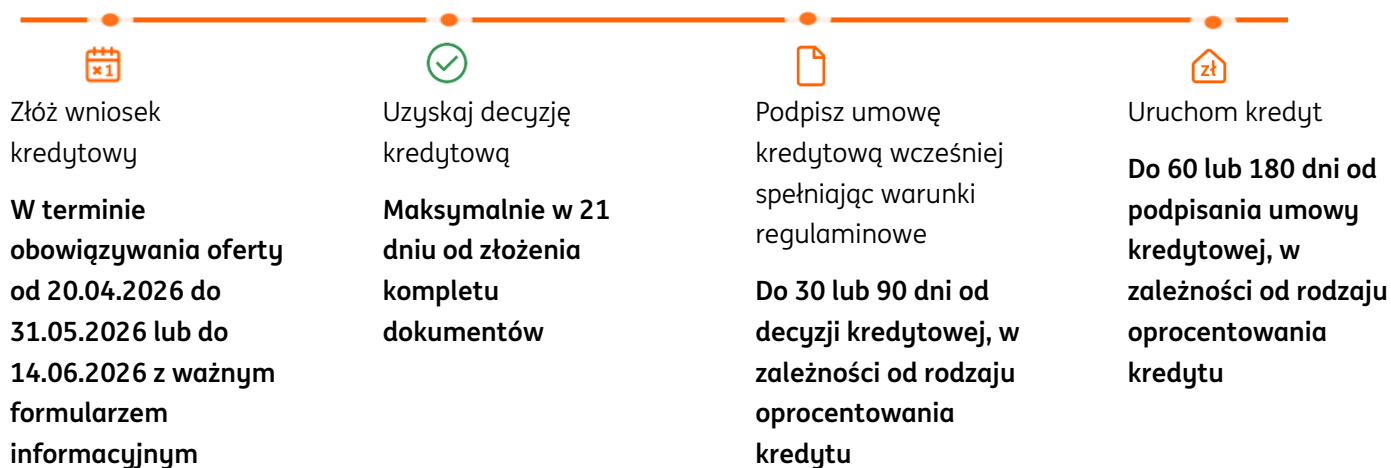 x1
zł
Złóż wniosek
kredytowy
W terminie
obowiązywania oferty
od 20.04.2026 do
31.05.2026 lub do
14.06.2026 z ważnym
formularzem
informacyjnym
Uzyskaj decyzję
kredytową
Maksymalnie w 21
dniu od złożenia
kompletu
dokumentów
Podpisz umowę
kredytową wcześniej
spełniając warunki
regulaminowe
Do 30 lub 90 dni od
decyzji kredytowej, w
zależności od rodzaju
oprocentowania
kredytu
Uruchom kredyt
Do 60 lub 180 dni od
podpisania umowy
kredytowej, w
zależności od rodzaju
oprocentowania
kredytu